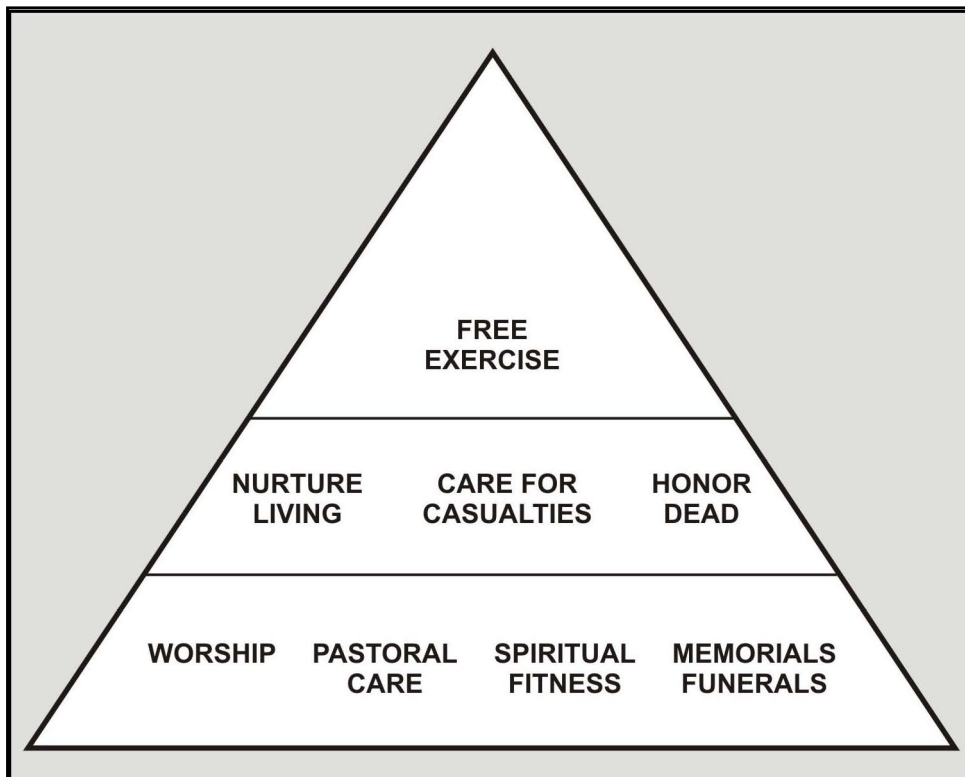 FREE
EXERCISE
NURTURE
LIVING
CARE FOR
CASUALTIES
HONOR
DEAD
WORSHIP
PASTORAL
CARE
SPIRITUAL
FITNESS
MEMORIALS
FUNERALS